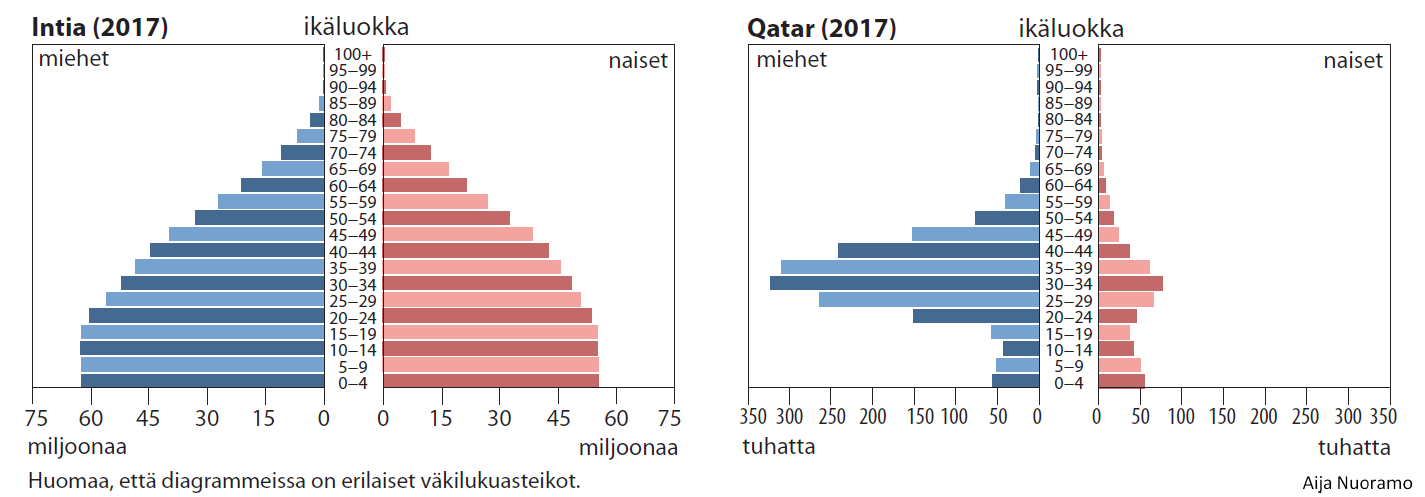 Intia (2017)
ikäluokka
miehet
naiset
100+
95–99
90–94
85–89
80–84
75–79
70–74
65–69
60–64
55–59
50–54
45–49
40–44
35–39
30–34
25–29
20–24
15–19
10–14
5–9
0–4
75 60 45 30 15 0 0 15 30 45 60 75
miljoonaa
miljoonaa
Qatar (2017)
ikäluokka
miehet
naiset
100+
95–99
90–94
85–89
80–84
75–79
70–74
65–69
60–64
55–59
50–54
45–49
40–44
35–39
30–34
25–29
20–24
15–19
10–14
5–9
0–4
350 300 250 200 150 100 50 0 0 50 100 150 200 250 300 350
tuhatta
tuhatta
Huomaa, että diagrammeissa on erilaiset väkilukuasteikot.
Aija Nuoramo